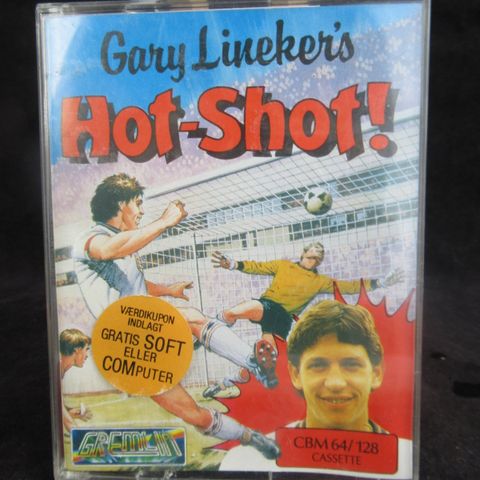 Gary Lineker's
Hot-Shot!
VÆRDIKUPON
INDLAGT
GRATIS SOFT
ELLER
COMPUTER
GREMLIN
CBM 64/128
CASSETTE